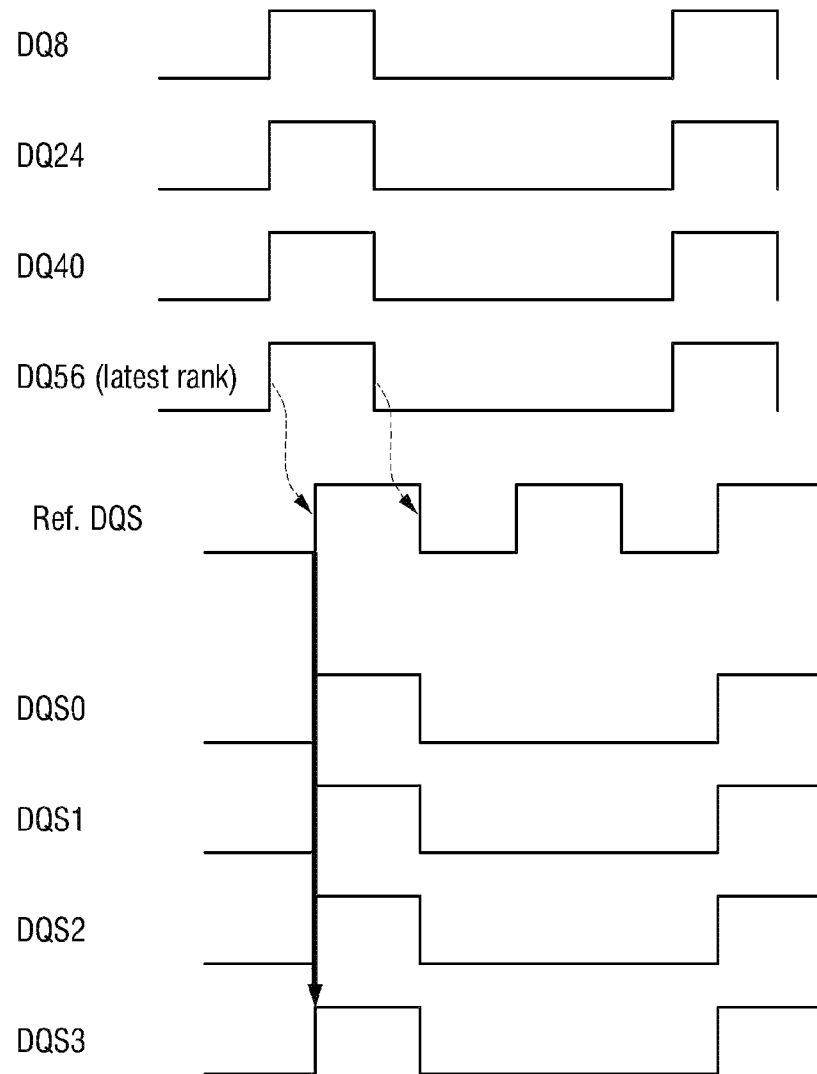 DQ8
DQ24
DQ40
DQ56 (latest rank)
Ref. DQS
DQS0
DQS1
DQS2
DQS3